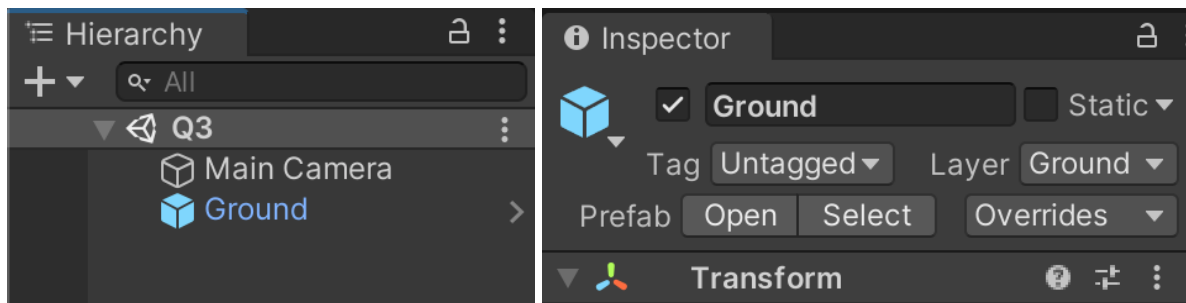 Hierarchy
All
Q3
Main Camera
Ground
Inspector
Ground Static
Tag Untagged Layer Ground
Prefab Open Select Overrides
Transform